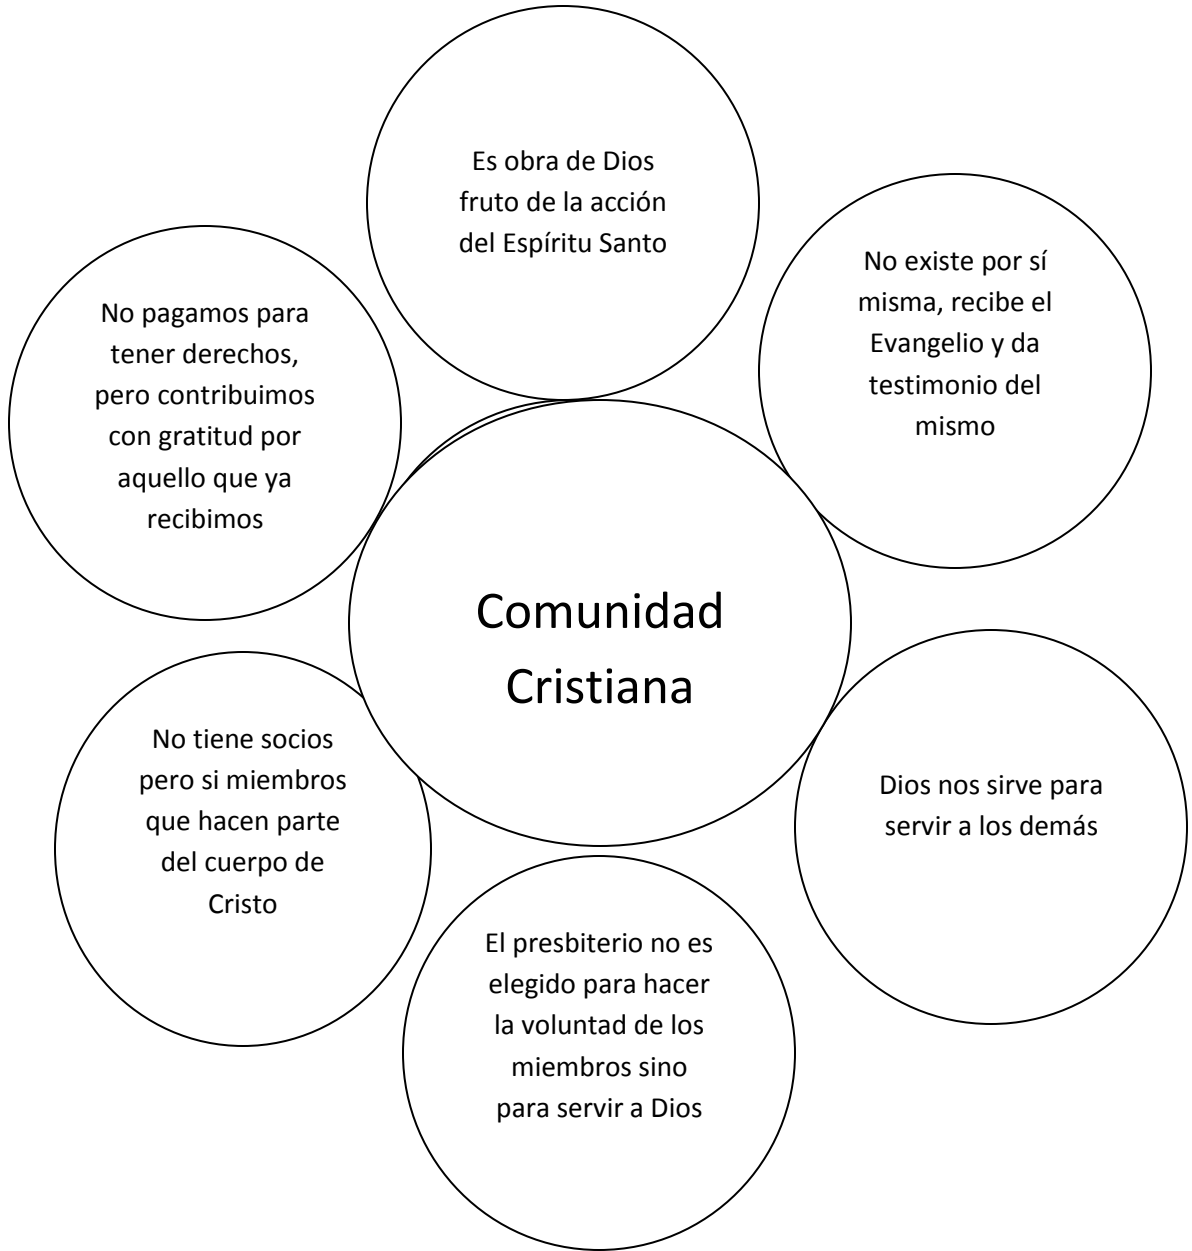 Es obra de Dios
fruto de la acción
del Espíritu Santo
No existe por sí
misma, recibe el
Evangelio y da
testimonio del
mismo
No pagamos para
tener derechos,
pero contribuimos
con gratitud por
aquello que ya
recibimos
Comunidad
Cristiana
No tiene socios
pero si miembros
que hacen parte
del cuerpo de
Cristo
Dios nos sirve para
servir a los demás
El presbiterio no es
elegido para hacer
la voluntad de los
miembros sino
para servir a Dios